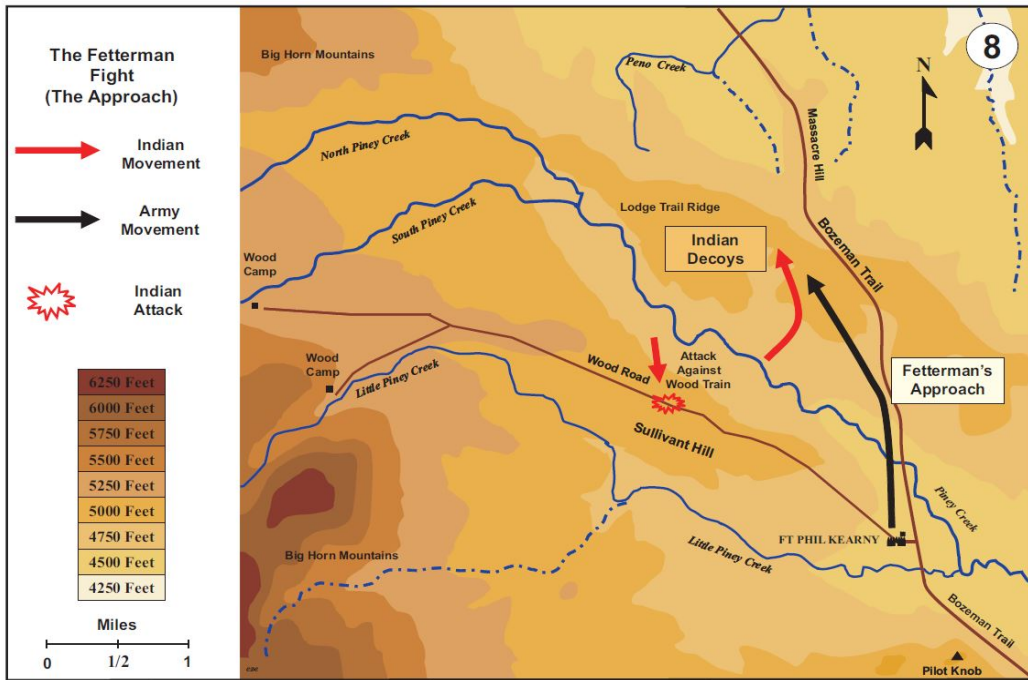 The Fetterman
Fight
(The Approach)
Indian
Movement
Army
Movement
Indian
Attack
6250 Feet
6000 Feet
5750 Feet
5500 Feet
5250 Feet
5000 Feet
4750 Feet
4500 Feet
4250 Feet
Miles
0 1/2 1
Big Horn Mountains
8
N
Peno Creek
Massacre Hill
North Piney Creek
South Piney Creek
Lodge Trail Ridge
Indian
Decoys
Bozeman Trail
Wood
Camp
Wood
Camp
Little Piney Creek
Wood Road
Attack
Against
Wood Train
Fetterman's
Approach
Sullivant Hill
Piney Creek
FT PHIL KEARNY
Big Horn Mountains
Little Piney Creek
Bozeman Trail
Pilot Knob